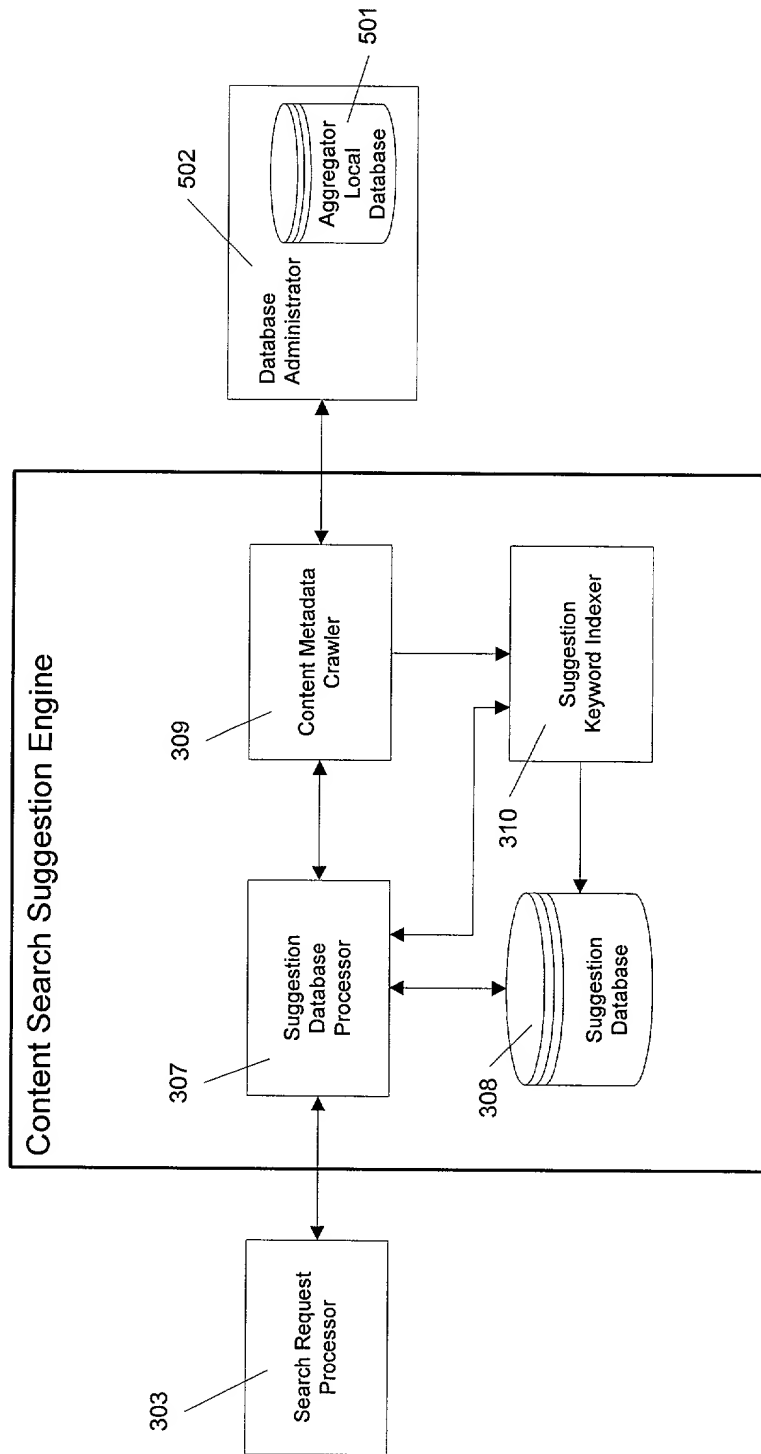 Content Search Suggestion Engine
303
Search Request
Processor
307
Suggestion
Database
Processor
308
Suggestion
Database
309
Content Metadata
Crawler
310
Suggestion
Keyword Indexer
502
Database
Administrator
501
Aggregator
Local
Database